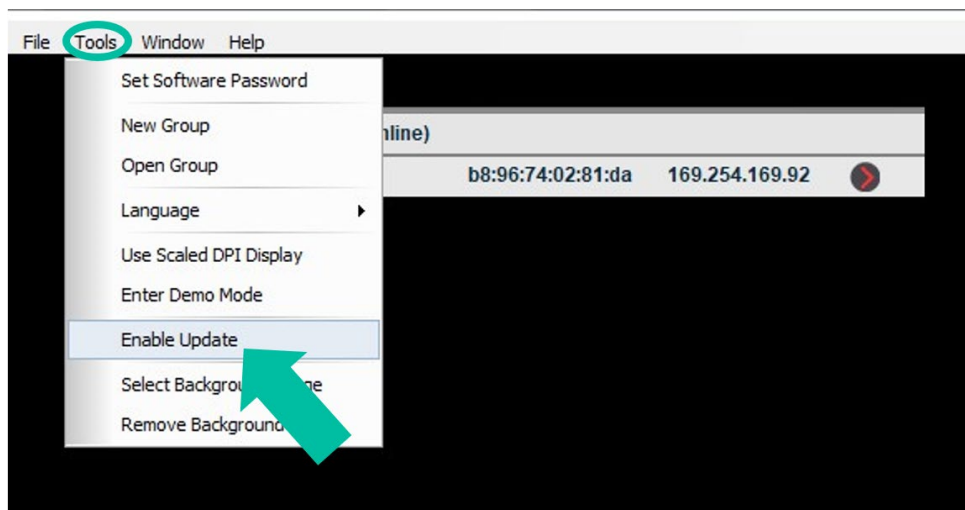 File Tools Window Help
Set Software Password
New Group
nline)
Open Group
b8:96:74:02:81:da 169.254.169.92
Language
Use Scaled DPI Display
Enter Demo Mode
Enable Update
Select Backgrou
Remove Background